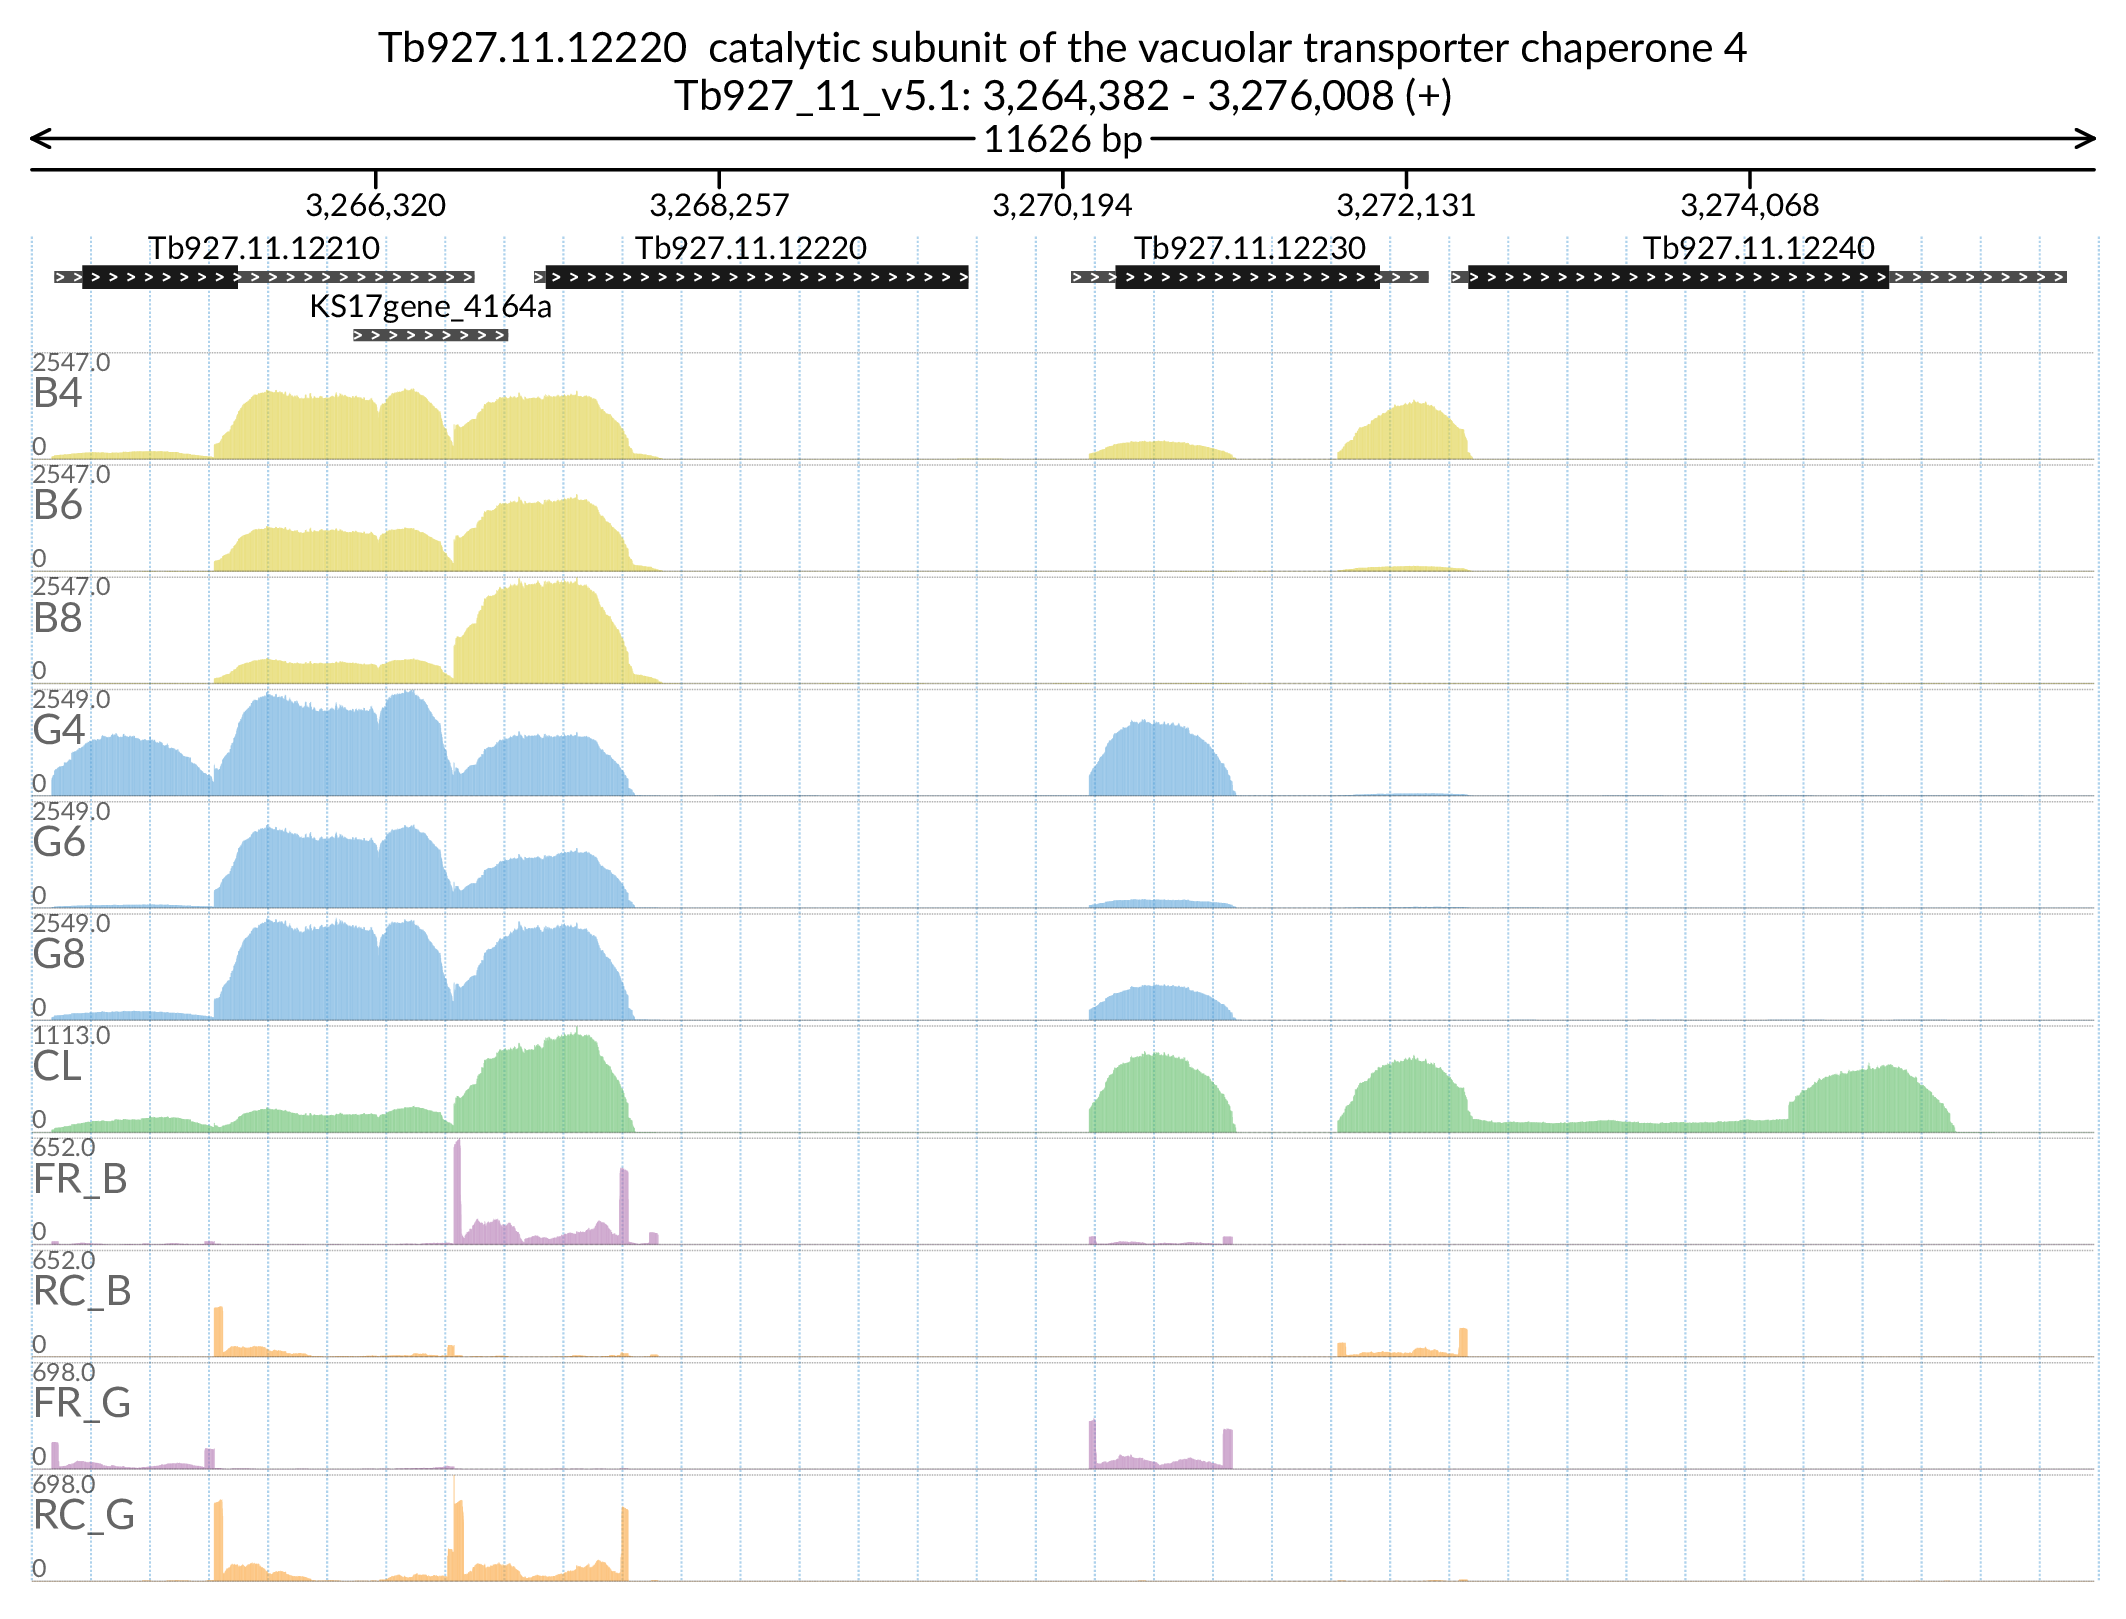 Tb927.11.12220 catalytic subunit of the vacuolar transporter chaperone 4
Tb927_11_v5.1: 3,264,382 - 3,276,008 (+)
11626 bp
3,266,320 3,268,257 3,270,194 3,272,131 3,274,068
Tb927.11.12210 Tb927.11.12220 Tb927.11.12230 Tb927.11.12240
KS17gene_4164a
2547.0
B4
0
2547.0
B6
0
2547.0
B8
0
2549.0
G4
0
2549.0
G6
0
2549.0
G8
0
1113.0
CL
0
652.0
FR_B
0
652.0
RC_B
0
698.0
FR_G
0
698.0
RC_G
0